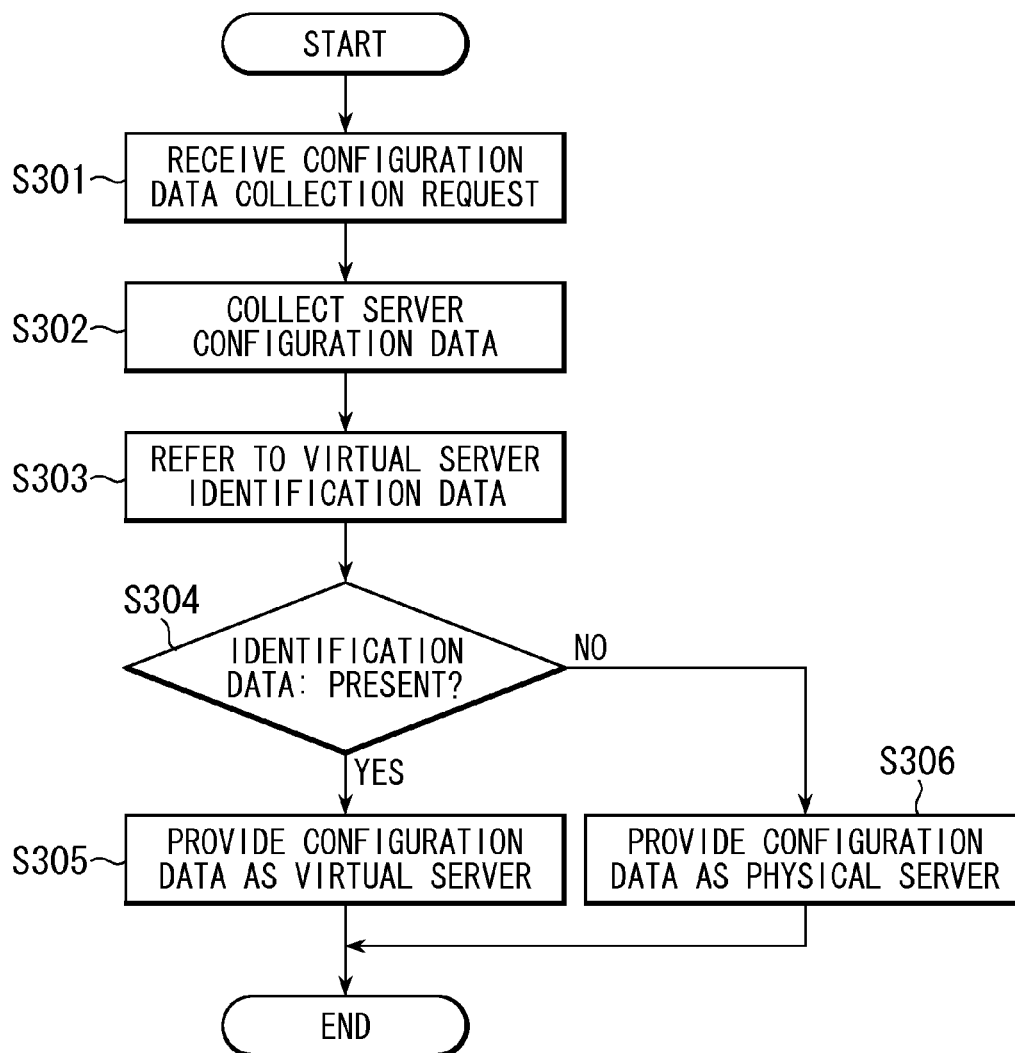 START
S301
RECEIVE CONFIGURATION
DATA COLLECTION REQUEST
S302
COLLECT SERVER
CONFIGURATION DATA
S303
REFER TO VIRTUAL SERVER
IDENTIFICATION DATA
S304
IDENTIFICATION
DATA: PRESENT?
NO
YES
S305
PROVIDE CONFIGURATION
DATA AS VIRTUAL SERVER
S306
PROVIDE CONFIGURATION
DATA AS PHYSICAL SERVER
END